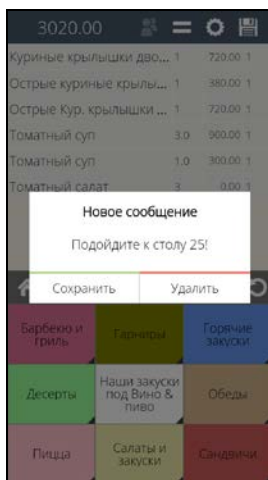 3020.00
Куриные крылышки дво... 1 720.00 1
Острые куриные крылы... 1 380.00 1
Острые Кур. крылышки ... 1 720.00 1
Томатный суп 3.0 900.00 1
Томатный суп 1.0 300.00 1
Томатный салат 3 0.00 1
Новое сообщение
Подойдите к столу 25!
Сохранить Удалить
Барбекю и гриль
Гарниры
Горячие закуски
Десерты
Наши закуски под Вино & пиво
Обеды
Пицца
Салаты и закуски
Сандвичи